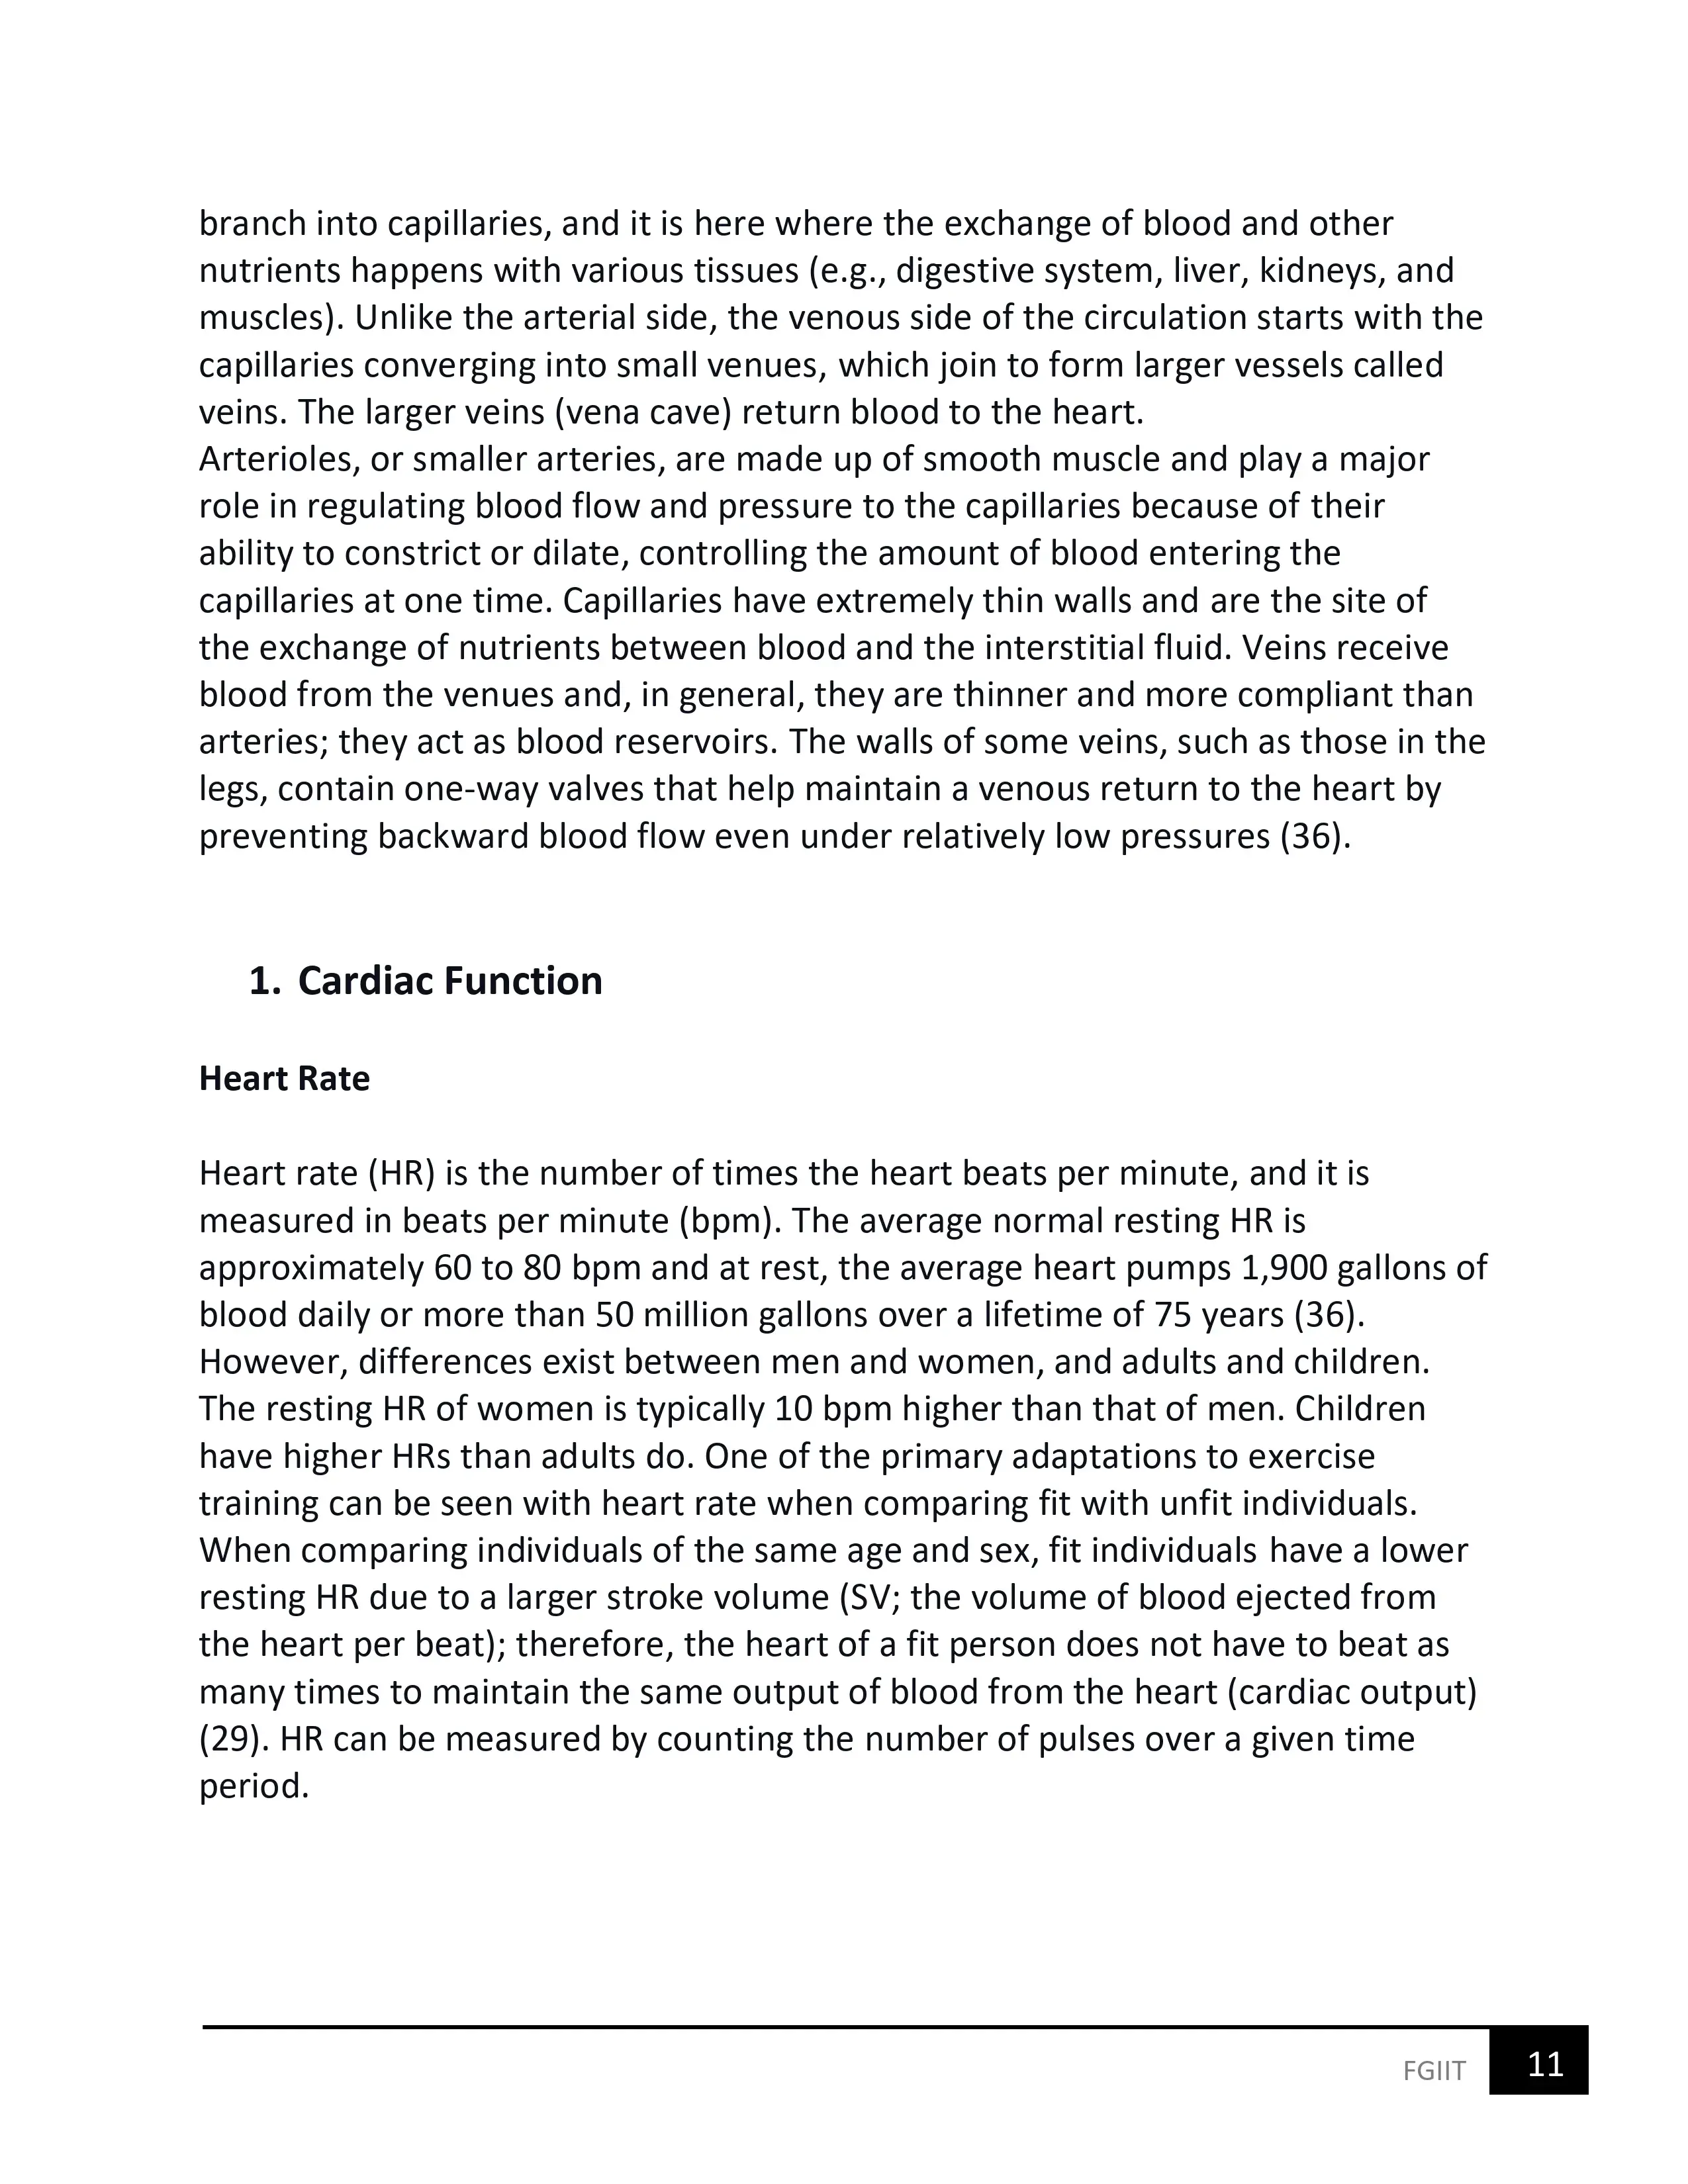 branch into capillaries, and it is here where the exchange of blood and other
nutrients happens with various tissues (e.g., digestive system, liver, kidneys, and
muscles). Unlike the arterial side, the venous side of the circulation starts with the
capillaries converging into small venues, which join to form larger vessels called
veins. The larger veins (vena cave) return blood to the heart.
Arterioles, or smaller arteries, are made up of smooth muscle and play a major
role in regulating blood flow and pressure to the capillaries because of their
ability to constrict or dilate, controlling the amount of blood entering the
capillaries at one time. Capillaries have extremely thin walls and are the site of
the exchange of nutrients between blood and the interstitial fluid. Veins receive
blood from the venues and, in general, they are thinner and more compliant than
arteries; they act as blood reservoirs. The walls of some veins, such as those in the
legs, contain one-way valves that help maintain a venous return to the heart by
preventing backward blood flow even under relatively low pressures (36).
1. Cardiac Function
Heart Rate
Heart rate (HR) is the number of times the heart beats per minute, and it is
measured in beats per minute (bpm). The average normal resting HR is
approximately 60 to 80 bpm and at rest, the average heart pumps 1,900 gallons of
blood daily or more than 50 million gallons over a lifetime of 75 years (36).
However, differences exist between men and women, and adults and children.
The resting HR of women is typically 10 bpm higher than that of men. Children
have higher HRs than adults do. One of the primary adaptations to exercise
training can be seen with heart rate when comparing fit with unfit individuals.
When comparing individuals of the same age and sex, fit individuals have a lower
resting HR due to a larger stroke volume (SV; the volume of blood ejected from
the heart per beat); therefore, the heart of a fit person does not have to beat as
many times to maintain the same output of blood from the heart (cardiac output)
(29). HR can be measured by counting the number of pulses over a given time
period.
FGIIT 11